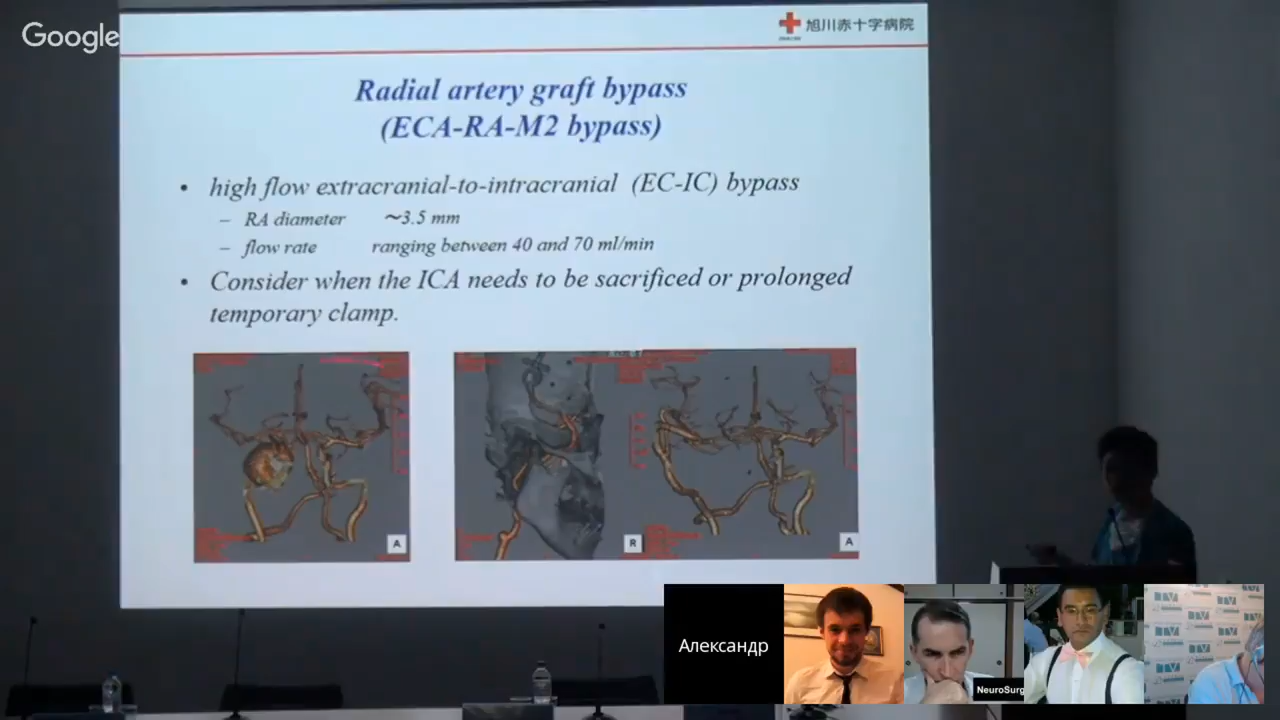 Google
旭川赤十字病院
Radial artery graft bypass
(ECA-RA-M2 bypass)
• high flow extracranial-to-intracranial (EC-IC) bypass
– RA diameter ~3.5 mm
– flow rate ranging between 40 and 70 ml/min
• Consider when the ICA needs to be sacrificed or prolonged
temporary clamp.
A
R
A
Александр
NeuroSurg